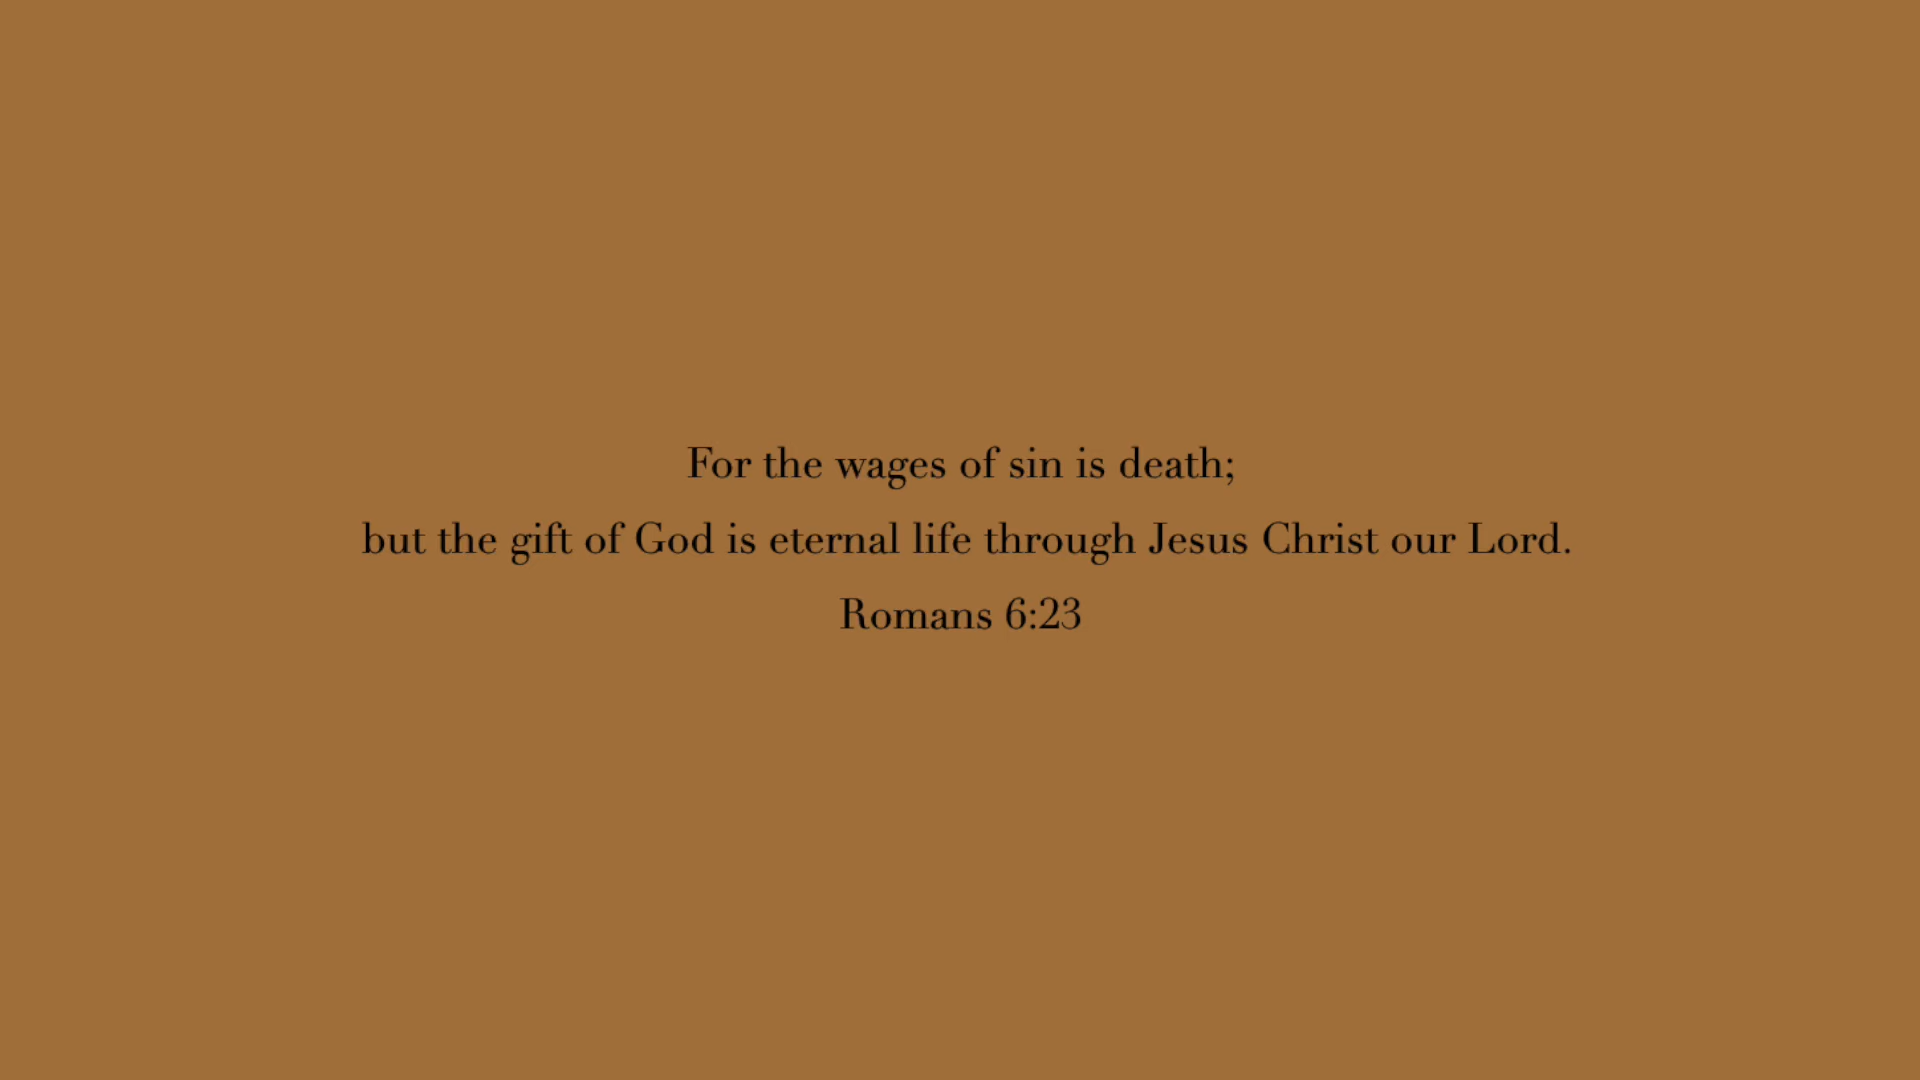 For the wages of sin is death;
but the gift of God is eternal life through Jesus Christ our Lord.
Romans 6:23